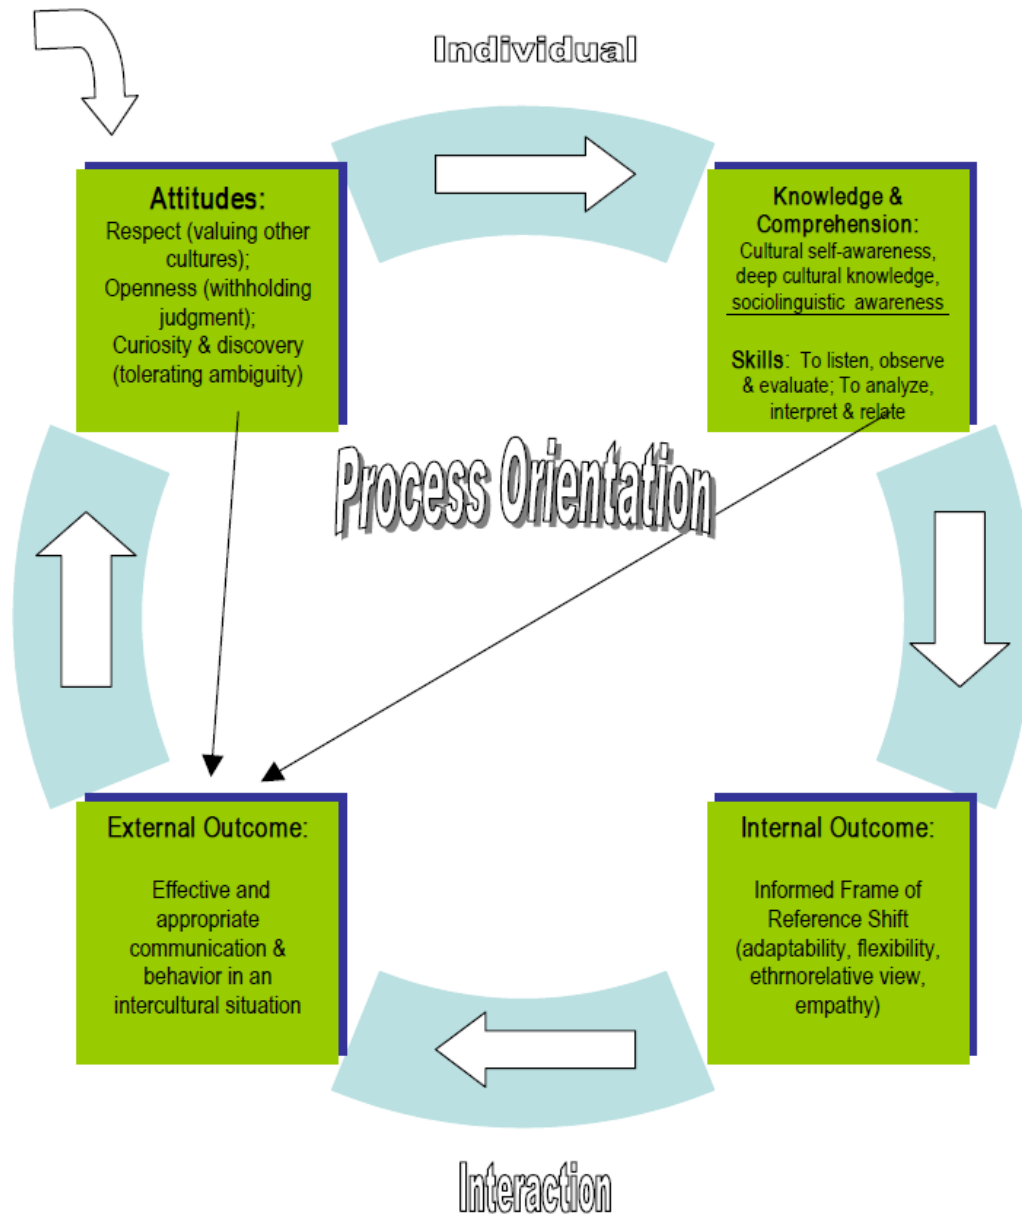 Individual
Attitudes:
Respect (valuing other
cultures);
Openness (withholding
judgment);
Curiosity & discovery
(tolerating ambiguity)
Knowledge &
Comprehension:
Cultural self-awareness,
deep cultural knowledge,
sociolinguistic awareness
Skills: To listen, observe
& evaluate; To analyze,
interpret & relate
Process Orientation
External Outcome:
Effective and
appropriate
communication &
behavior in an
intercultural situation
Internal Outcome:
Informed Frame of
Reference Shift
(adaptability, flexibility,
ethrnorelative view,
empathy)
Interaction